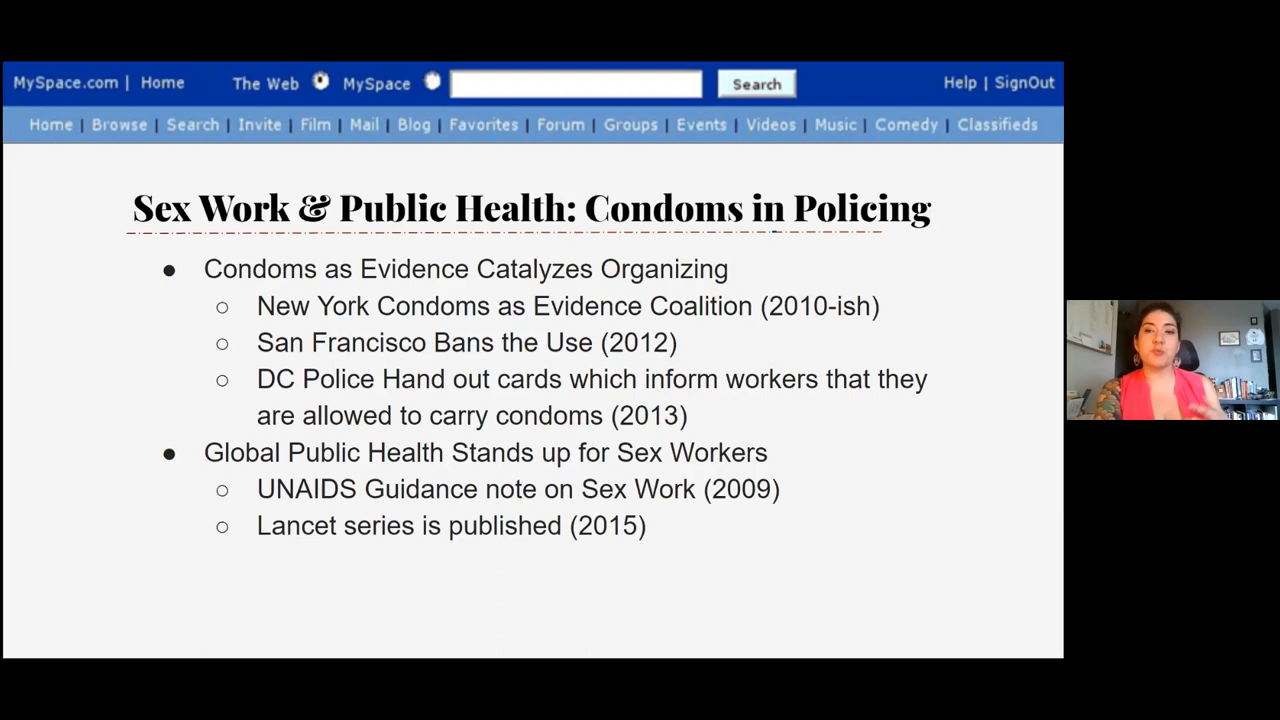 MySpace.com | Home The Web MySpace Search Help | SignOut
Home | Browse | Search | Invite | Film | Mail | Blog | Favorites | Forum | Groups | Events | Videos | Music | Comedy | Classifieds
Sex Work & Public Health: Condoms in Policing
● Condoms as Evidence Catalyzes Organizing
○ New York Condoms as Evidence Coalition (2010-ish)
○ San Francisco Bans the Use (2012)
○ DC Police Hand out cards which inform workers that they
are allowed to carry condoms (2013)
● Global Public Health Stands up for Sex Workers
○ UNAIDS Guidance note on Sex Work (2009)
○ Lancet series is published (2015)